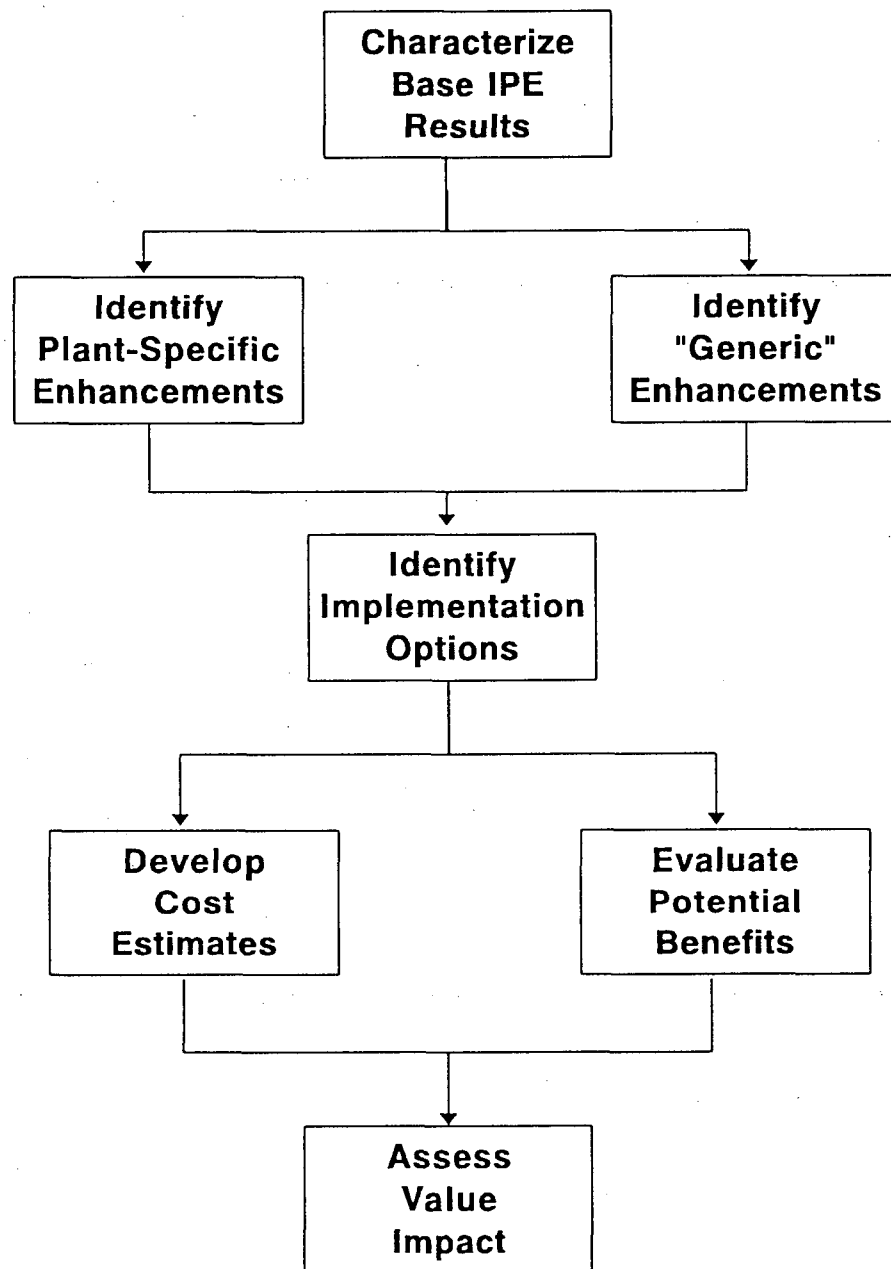 Characterize
Base IPE
Results
Identify
Plant-Specific
Enhancements
Identify
"Generic"
Enhancements
Identify
Implementation
Options
Develop
Cost
Estimates
Evaluate
Potential
Benefits
Assess
Value
Impact